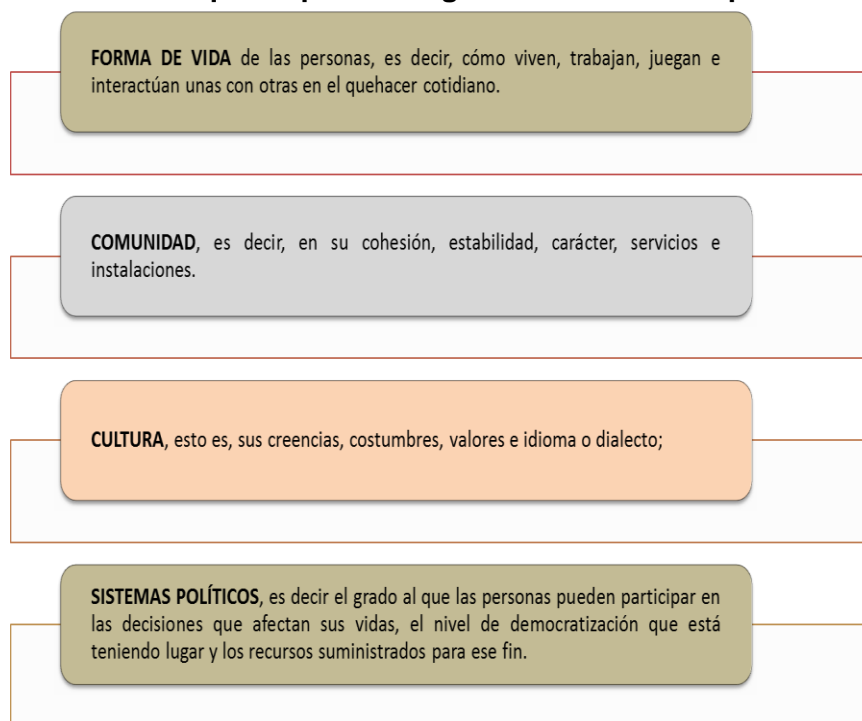 FORMA DE VIDA de las personas, es decir, cómo viven, trabajan, juegan e
interactúan unas con otras en el quehacer cotidiano.
COMUNIDAD, es decir, en su cohesión, estabilidad, carácter, servicios e
instalaciones.
CULTURA, esto es, sus creencias, costumbres, valores e idioma o dialecto;
SISTEMAS POLÍTICOS, es decir el grado al que las personas pueden participar en
las decisiones que afectan sus vidas, el nivel de democratización que está
teniendo lugar y los recursos suministrados para ese fin.